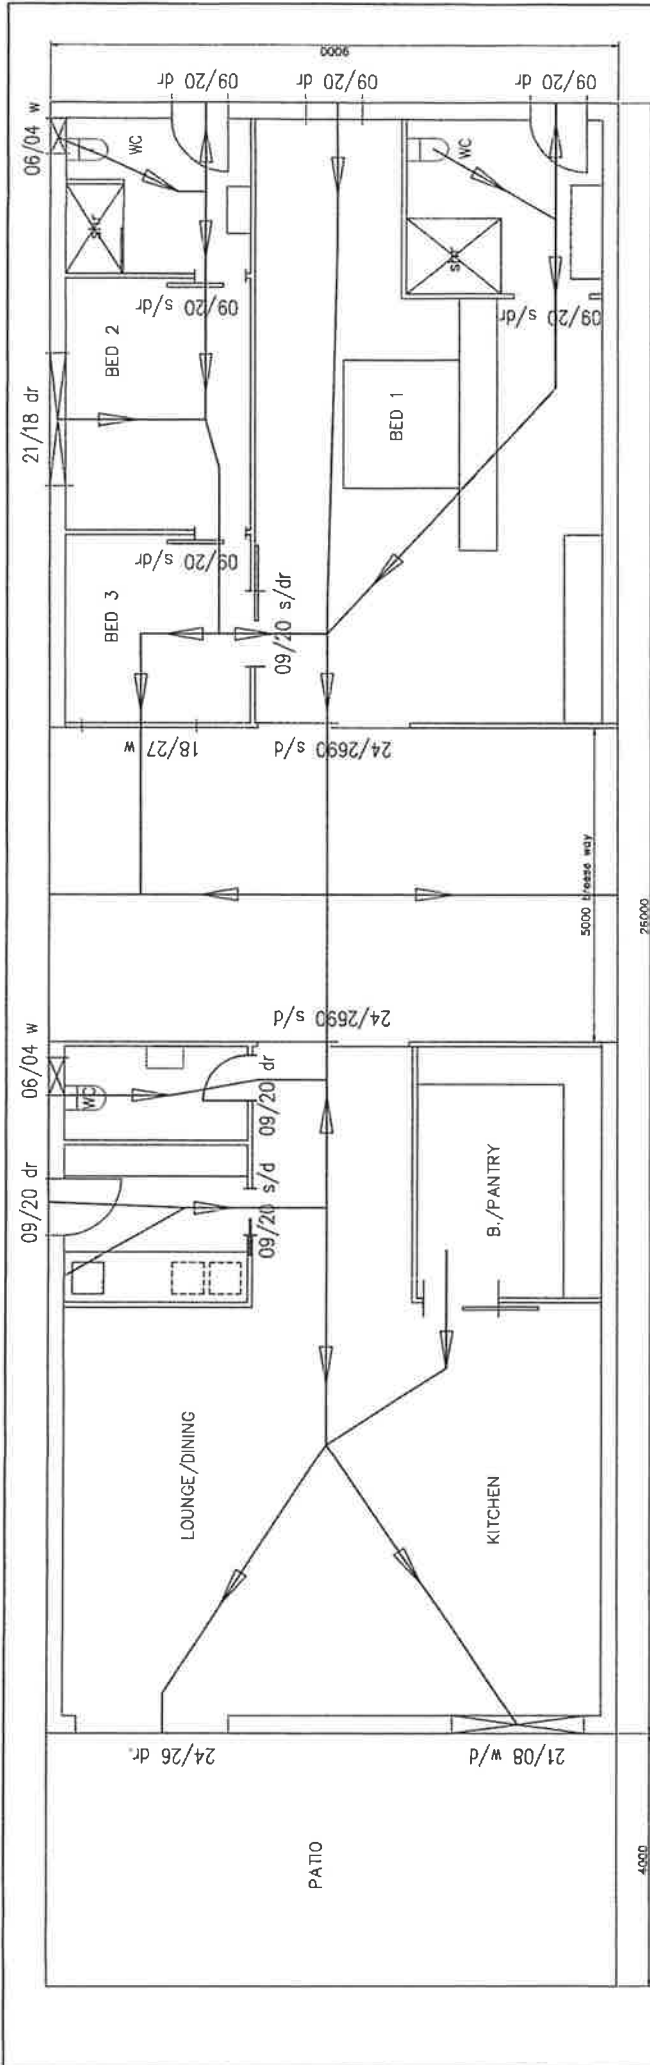 9000
06/04 w
WC
09/20 dr
09/20 dr
WC
09/20 dr
shr
shr
09/20 s/dr
09/20 s/dr
21/18 dr
BED 2
BED 1
09/20 s/dr
BED 3
09/20 s/dr
18/27 w
24/2690 s/d
5000 breeze way
25000
24/2690 s/d
06/04 w
WC
09/20 dr
09/20 dr
09/20 s/d
B./PANTRY
LOUNGE/DINING
KITCHEN
24/26 dr.
21/08 w/d
PATIO
4000